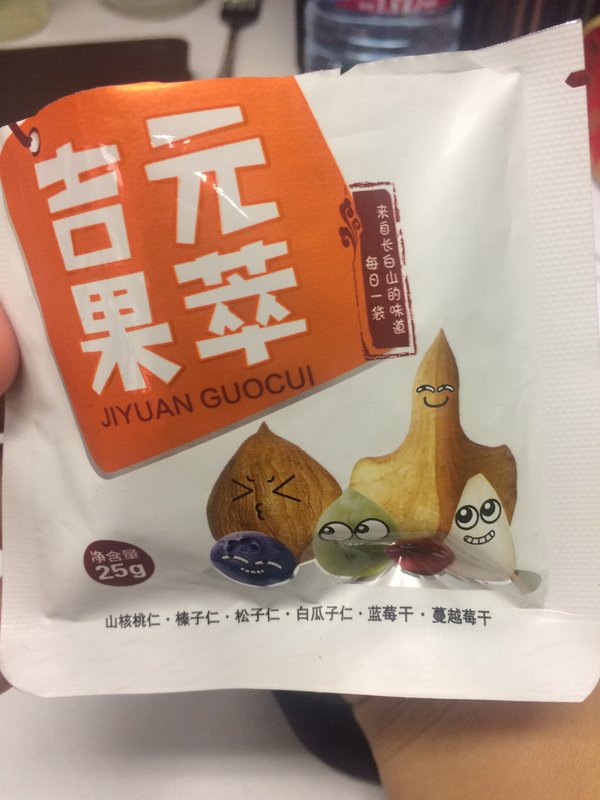 吉元
果萃
JIYUAN GUOCUI
来自长白山的味道
每日一袋
净含量
25g
山核桃仁·榛子仁·松子仁·白瓜子仁·蓝莓干·蔓越莓干